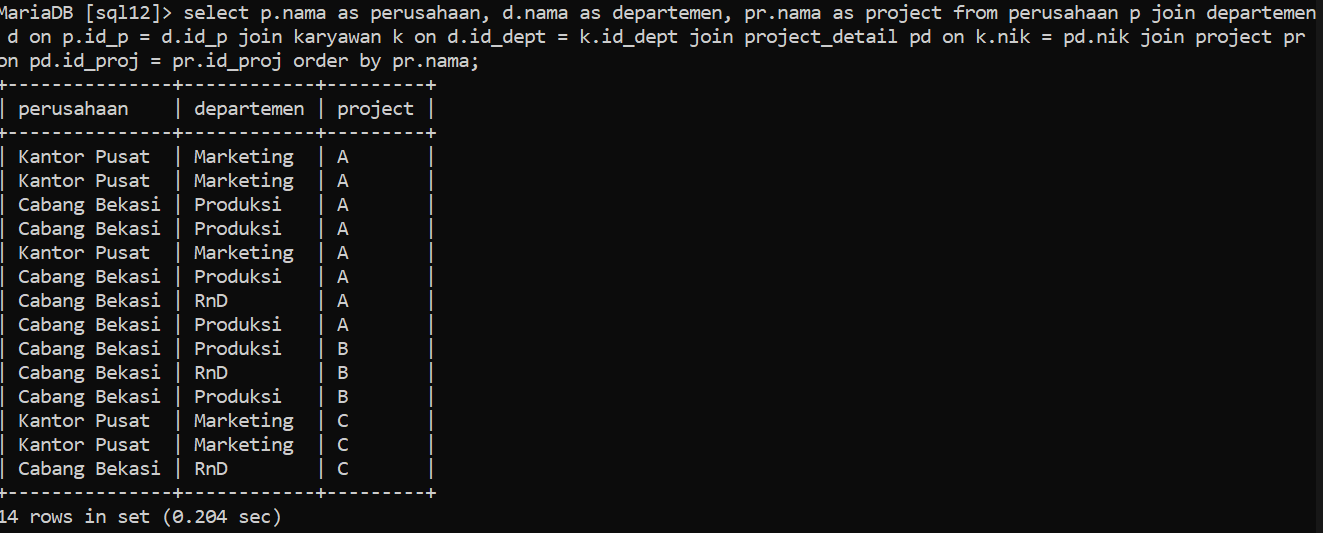 MariaDB [sql12]> select p.nama as perusahaan, d.nama as departemen, pr.nama as project from perusahaan p join departemen
 d on p.id_p = d.id_p join karyawan k on d.id_dept = k.id_dept join project_detail pd on k.nik = pd.nik join project pr
on pd.id_proj = pr.id_proj order by pr.nama;
+---------------+------------+---------+
| perusahaan    | departemen | project |
+---------------+------------+---------+
| Kantor Pusat  | Marketing  | A       |
| Kantor Pusat  | Marketing  | A       |
| Cabang Bekasi | Produksi   | A       |
| Cabang Bekasi | Produksi   | A       |
| Kantor Pusat  | Marketing  | A       |
| Cabang Bekasi | Produksi   | A       |
| Cabang Bekasi | RnD        | A       |
| Cabang Bekasi | Produksi   | A       |
| Cabang Bekasi | Produksi   | B       |
| Cabang Bekasi | RnD        | B       |
| Cabang Bekasi | Produksi   | B       |
| Kantor Pusat  | Marketing  | C       |
| Kantor Pusat  | Marketing  | C       |
| Cabang Bekasi | RnD        | C       |
+---------------+------------+---------+
14 rows in set (0.204 sec)